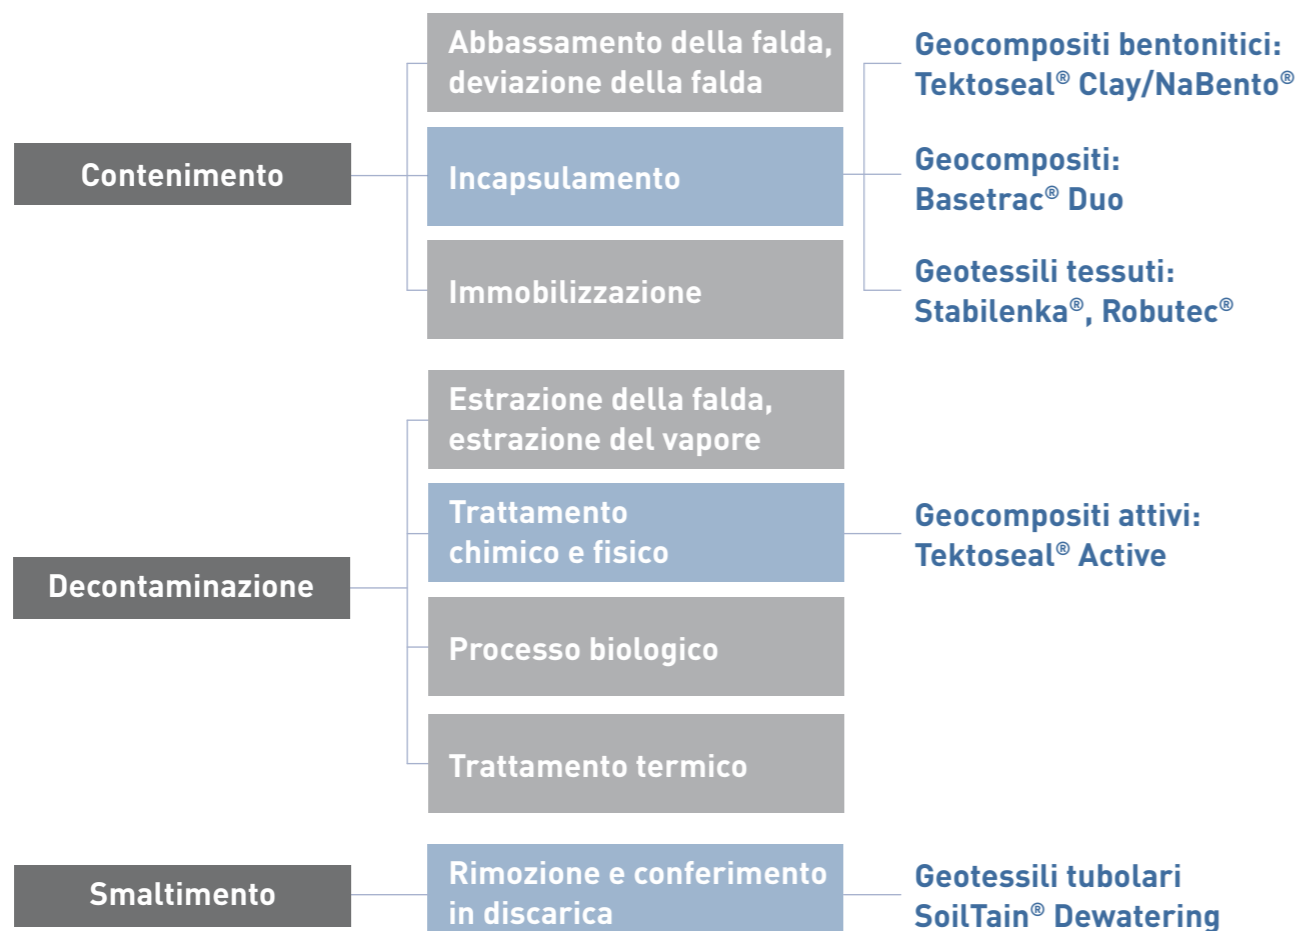 Contenimento
Abbassamento della falda,
deviazione della falda
Incapsulamento
Immobilizzazione
Geocompositi bentonitici:
Tektoseal® Clay/NaBento®
Geocompositi:
Basetrac® Duo
Geotessili tessuti:
Stabilenka®, Robutec®
Decontaminazione
Estrazione della falda,
estrazione del vapore
Trattamento
chimico e fisico
Processo biologico
Trattamento termico
Geocompositi attivi:
Tektoseal® Active
Smaltimento
Rimozione e conferimento
in discarica
Geotessili tubolari
SoilTain® Dewatering